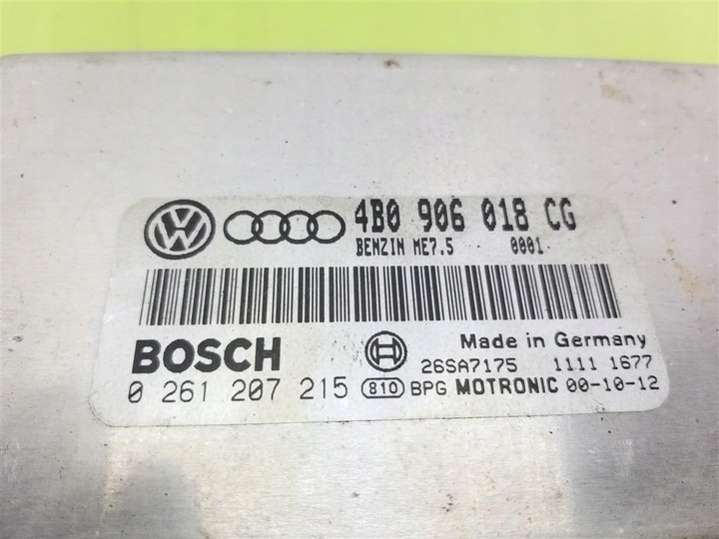 4B0 906 018 CG
BENZIN ME7.5 0001
BOSCH
Made in Germany
26SA7175 1111 1677
0 261 207 215 810 BPG MOTRONIC 00-10-12